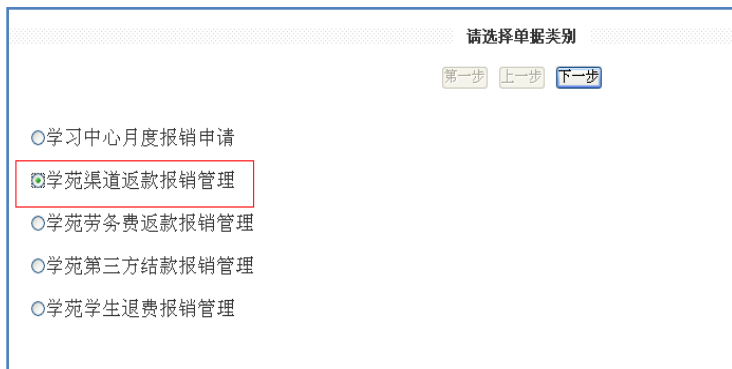 请选择单据类别
第一步 上一步 下一步
学习中心月度报销申请
学苑渠道返款报销管理
学苑劳务费返款报销管理
学苑第三方结款报销管理
学苑学生退费报销管理